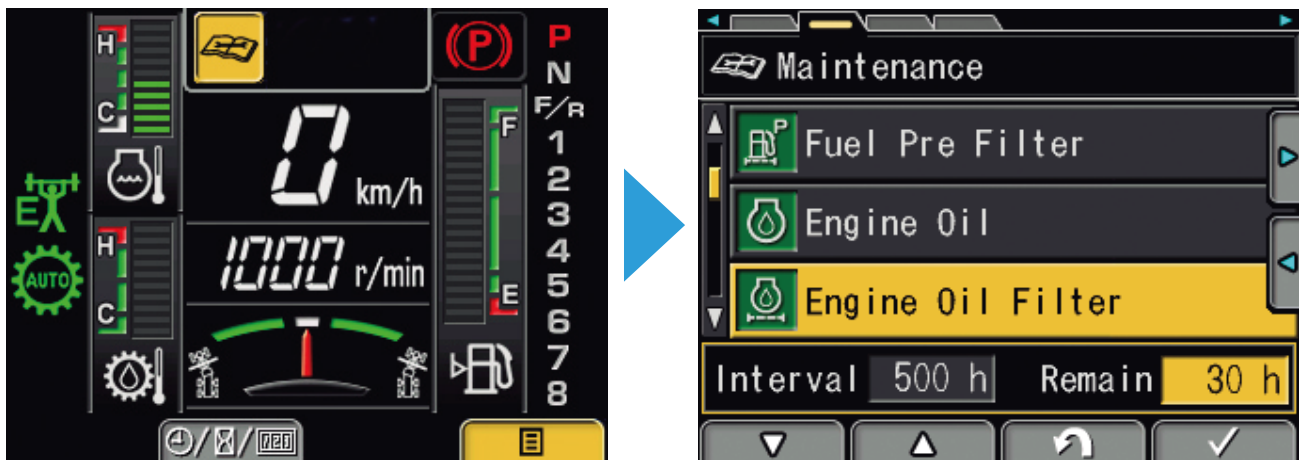 H
C
P
P
N
F/R
1
2
3
4
5
6
7
8
F
E
0 km/h
E
AUTO
H
C
1000 r/min
Maintenance
P
Fuel Pre Filter
Engine Oil
Engine Oil Filter
Interval 500 h Remain 30 h